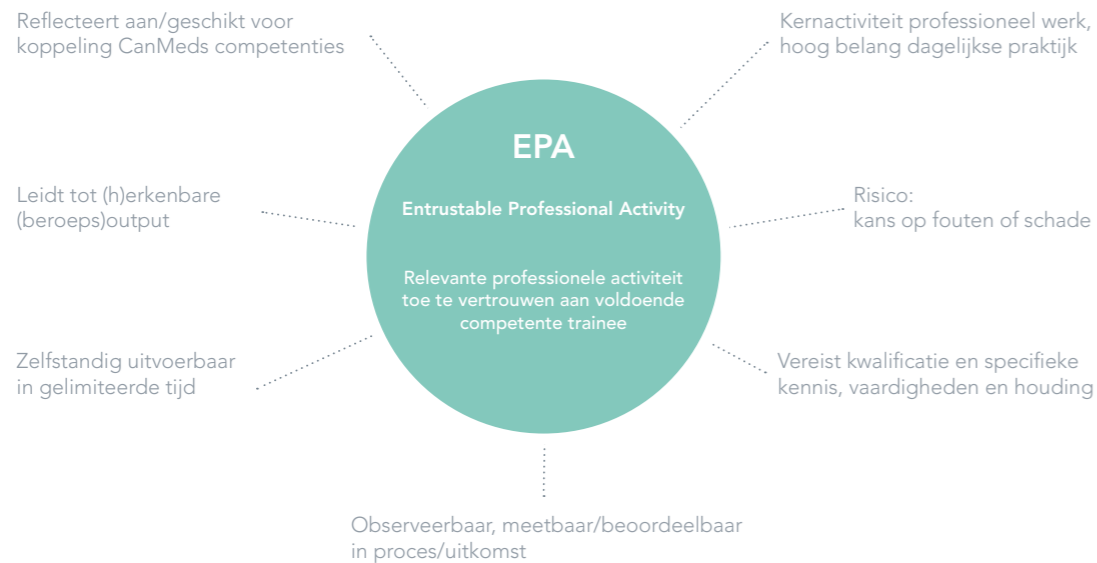 Reflecteert aan/geschikt voor
koppeling CanMeds competenties
Kernactiviteit professioneel werk,
hoog belang dagelijkse praktijk
EPA
Entrustable Professional Activity
Relevante professionele activiteit
toe te vertrouwen aan voldoende
competente trainee
Leidt tot (h)erkenbare
(beroeps)output
Risico:
kans op fouten of schade
Zelfstandig uitvoerbaar
in gelimiteerde tijd
Vereist kwalificatie en specifieke
kennis, vaardigheden en houding
Observeerbaar, meetbaar/beoordeelbaar
in proces/uitkomst